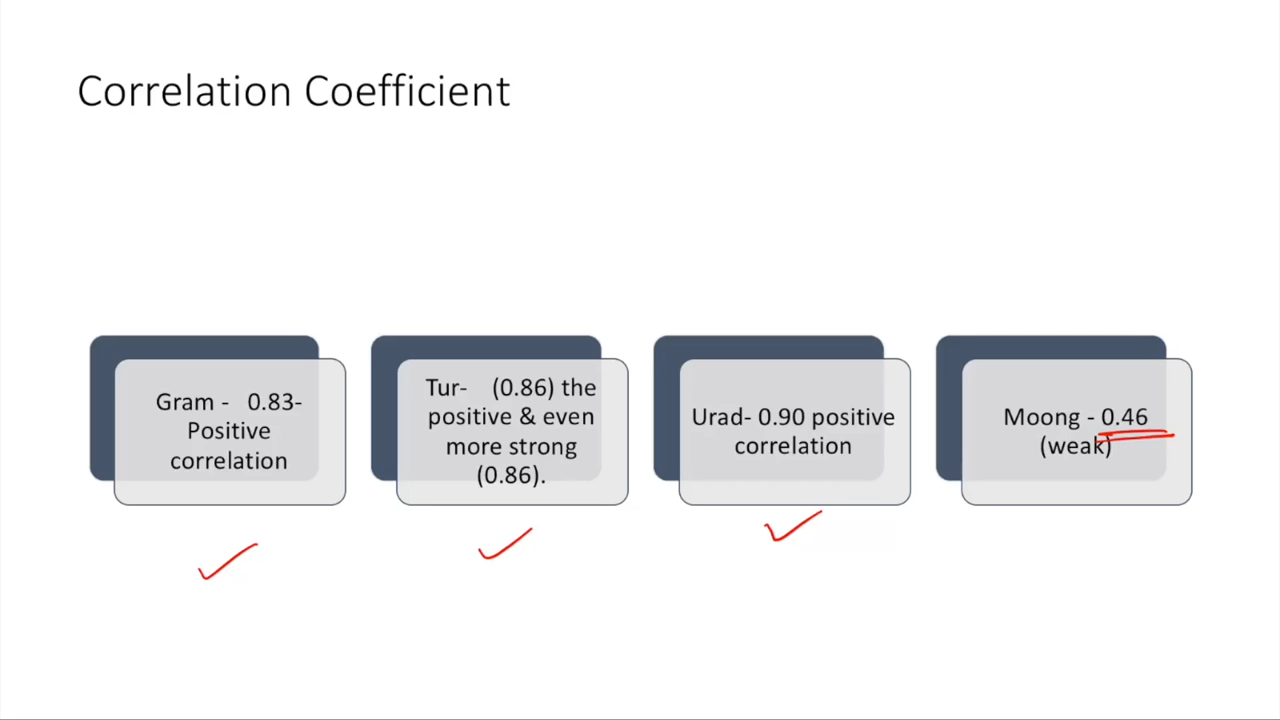 Correlation Coefficient
Gram - 0.83-
Positive
correlation
Tur- (0.86) the
positive & even
more strong
(0.86).
Urad- 0.90 positive
correlation
Moong - 0.46
(weak)